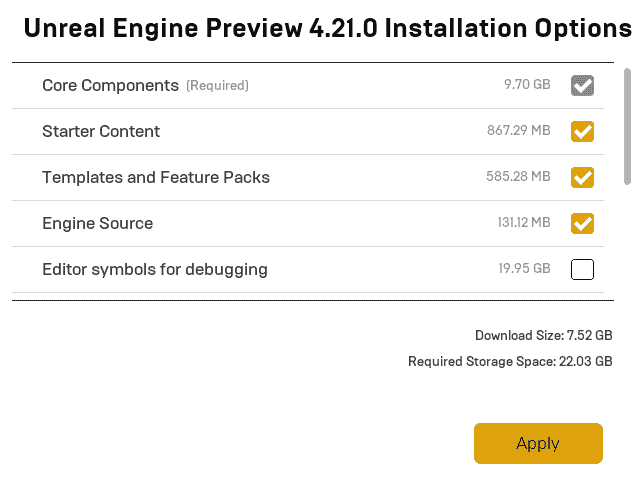 Unreal Engine Preview 4.21.0 Installation Options
Core Components (Required) 9.70 GB
Starter Content 867.29 MB
Templates and Feature Packs 585.28 MB
Engine Source 131.12 MB
Editor symbols for debugging 19.95 GB
Download Size: 7.52 GB
Required Storage Space: 22.03 GB
Apply